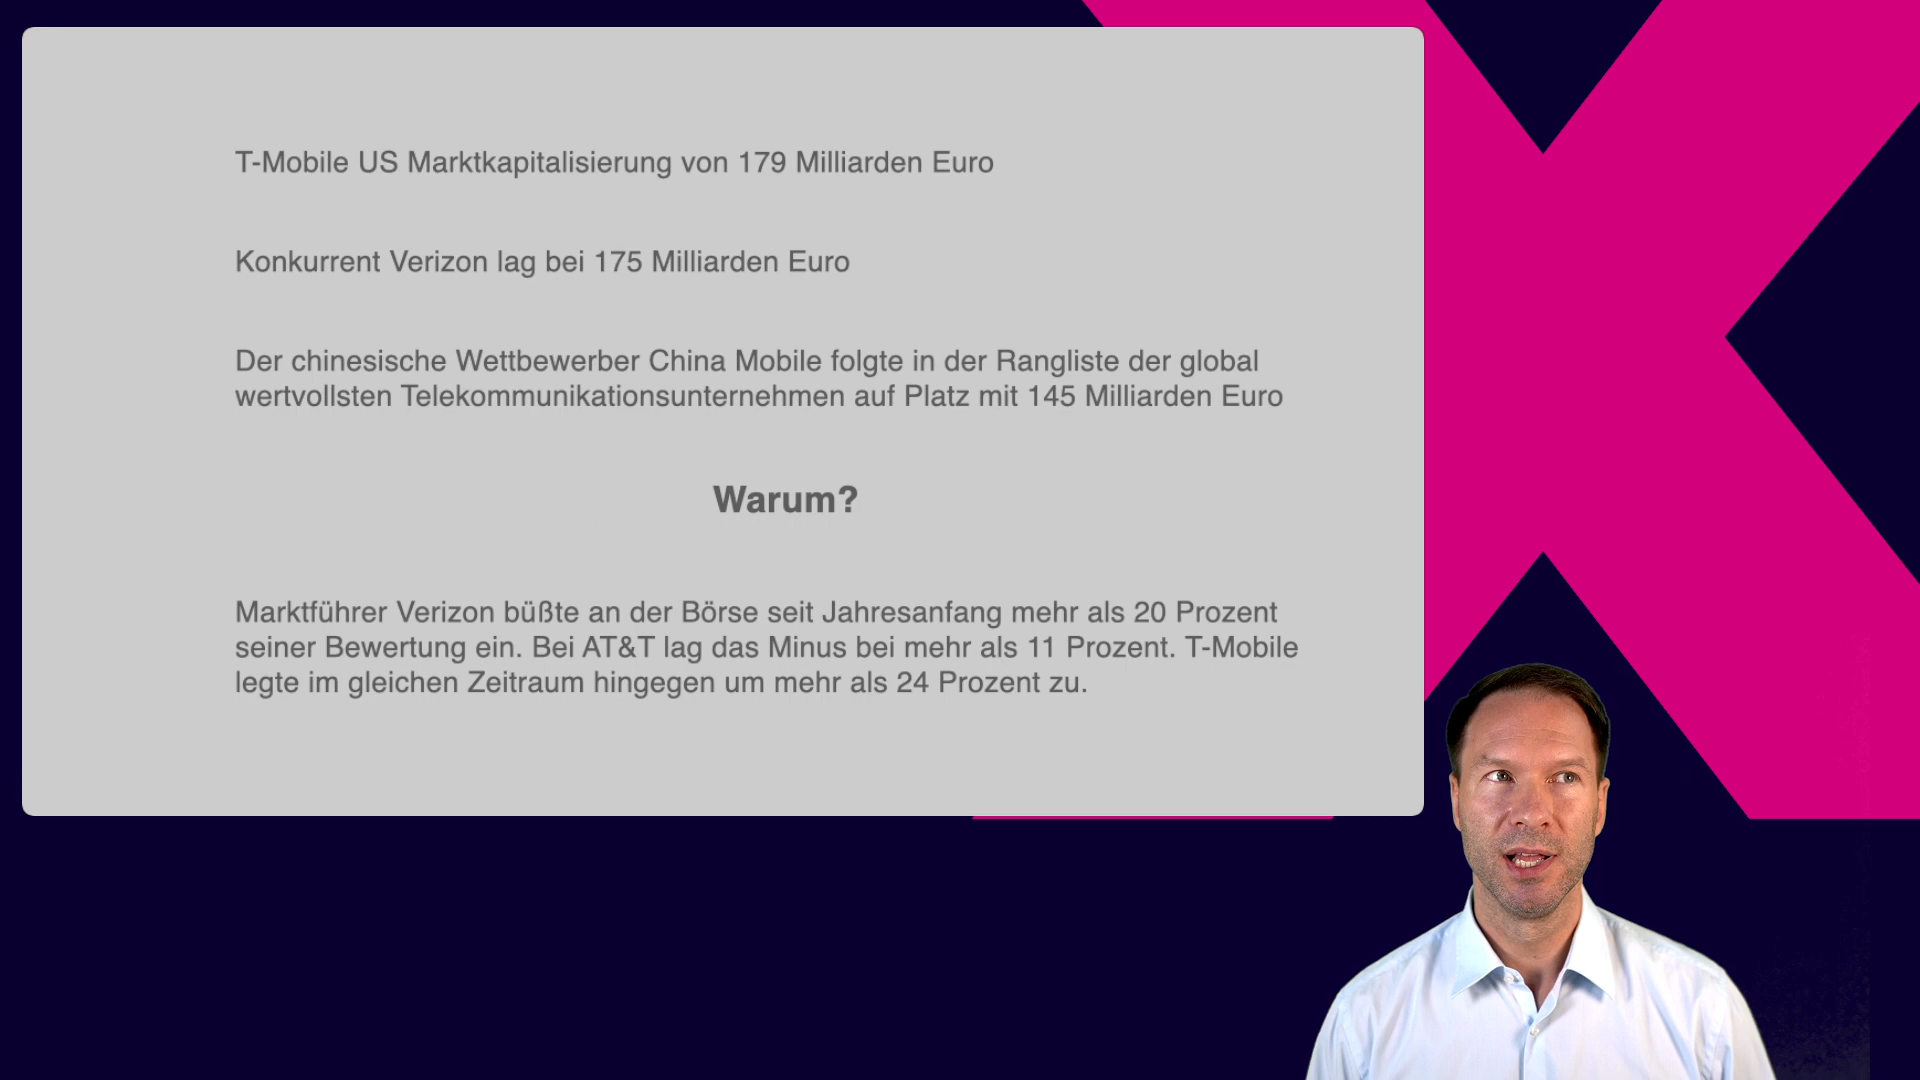 T-Mobile US Marktkapitalisierung von 179 Milliarden Euro
Konkurrent Verizon lag bei 175 Milliarden Euro
Der chinesische Wettbewerber China Mobile folgte in der Rangliste der global
wertvollsten Telekommunikationsunternehmen auf Platz mit 145 Milliarden Euro
Warum?
Marktführer Verizon büßte an der Börse seit Jahresanfang mehr als 20 Prozent
seiner Bewertung ein. Bei AT&T lag das Minus bei mehr als 11 Prozent. T-Mobile
legte im gleichen Zeitraum hingegen um mehr als 24 Prozent zu.